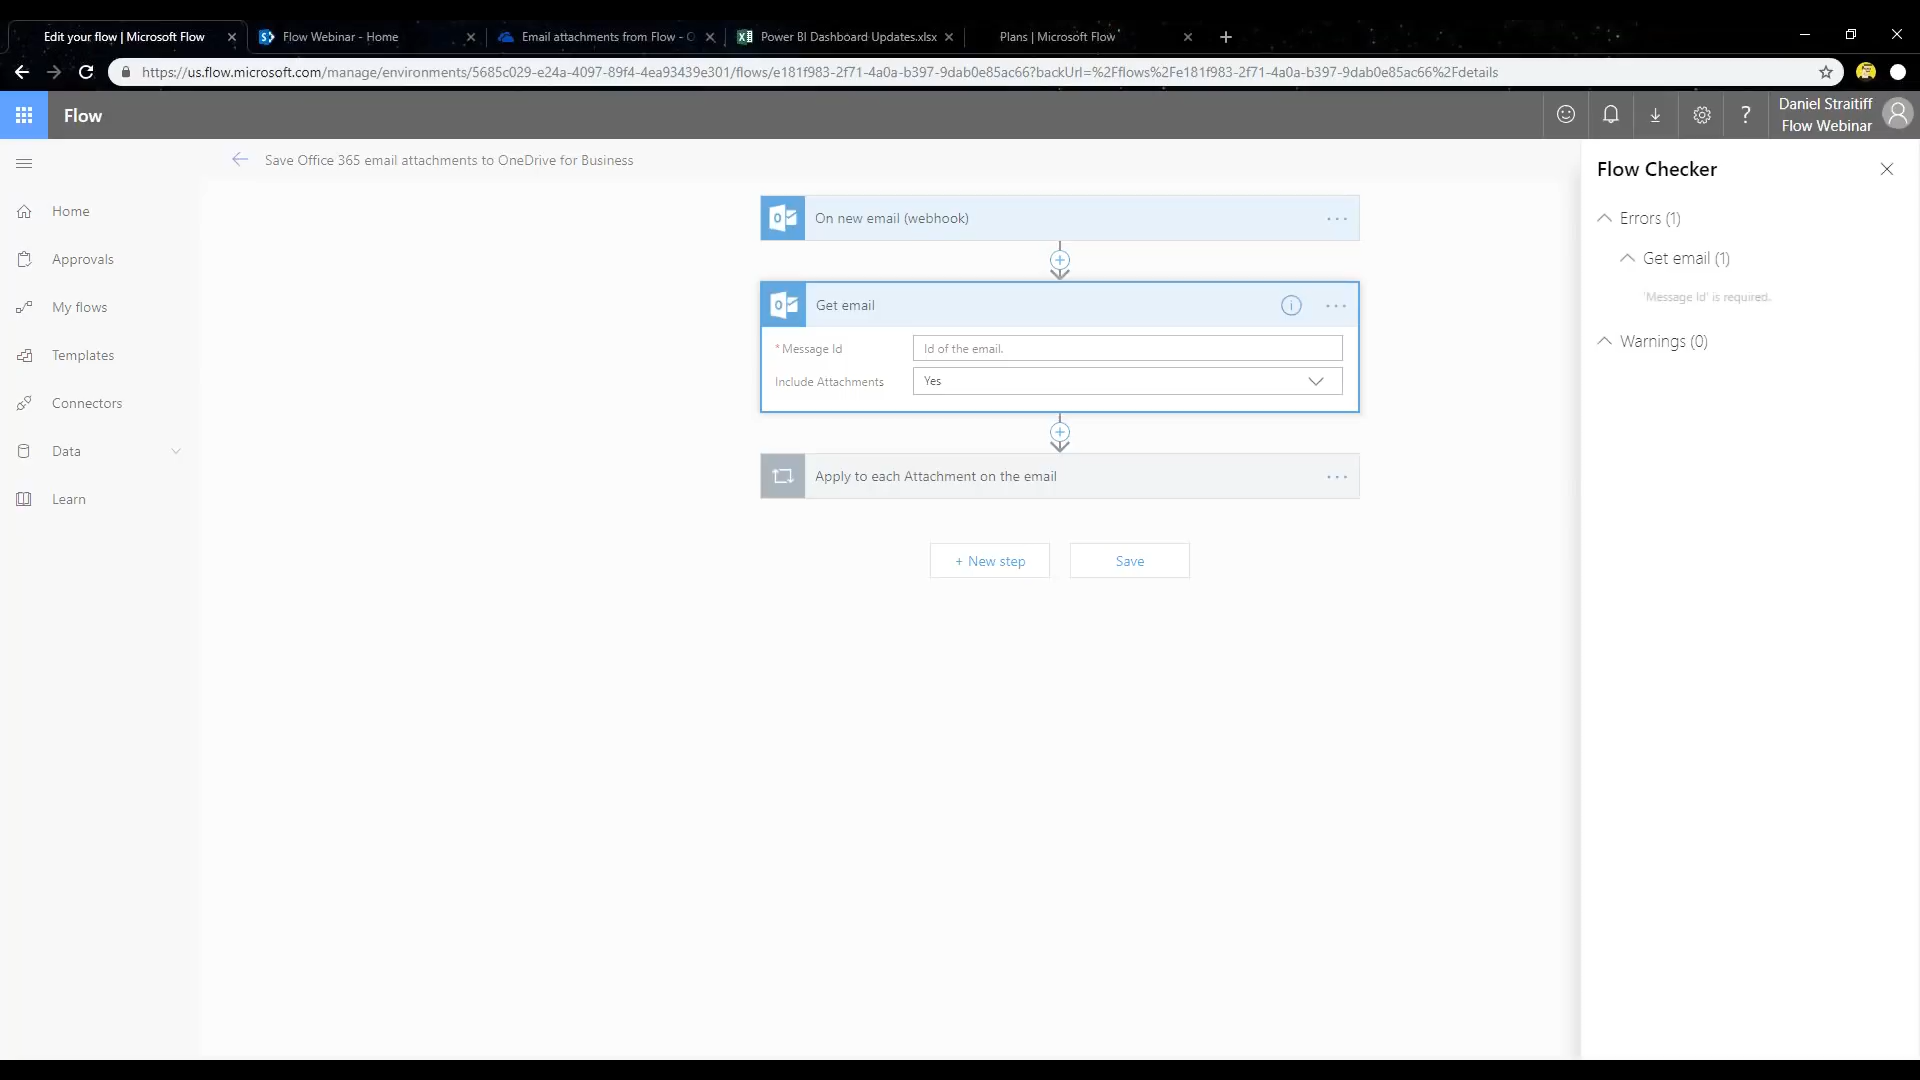 Edit your flow | Microsoft Flow
Flow Webinar - Home
Email attachments from Flow - O
Power BI Dashboard Updates.xlsx
Plans | Microsoft Flow
https://us.flow.microsoft.com/manage/environments/5685c029-e24a-4097-89f4-4ea93439e301/flows/e181f983-2f71-4a0a-b397-9dab0e85ac66?backUrl=%2Fflows%2Fe181f983-2f71-4a0a-b397-9dab0e85ac66%2Fdetails
Flow
?
Daniel Straitiff
Flow Webinar
Save Office 365 email attachments to OneDrive for Business
Home
Approvals
My flows
Templates
Connectors
Data
Learn
On new email (webhook)
Get email
* Message Id
Id of the email.
Include Attachments
Yes
Apply to each Attachment on the email
+ New step
Save
Flow Checker
Errors (1)
Get email (1)
'Message Id' is required.
Warnings (0)